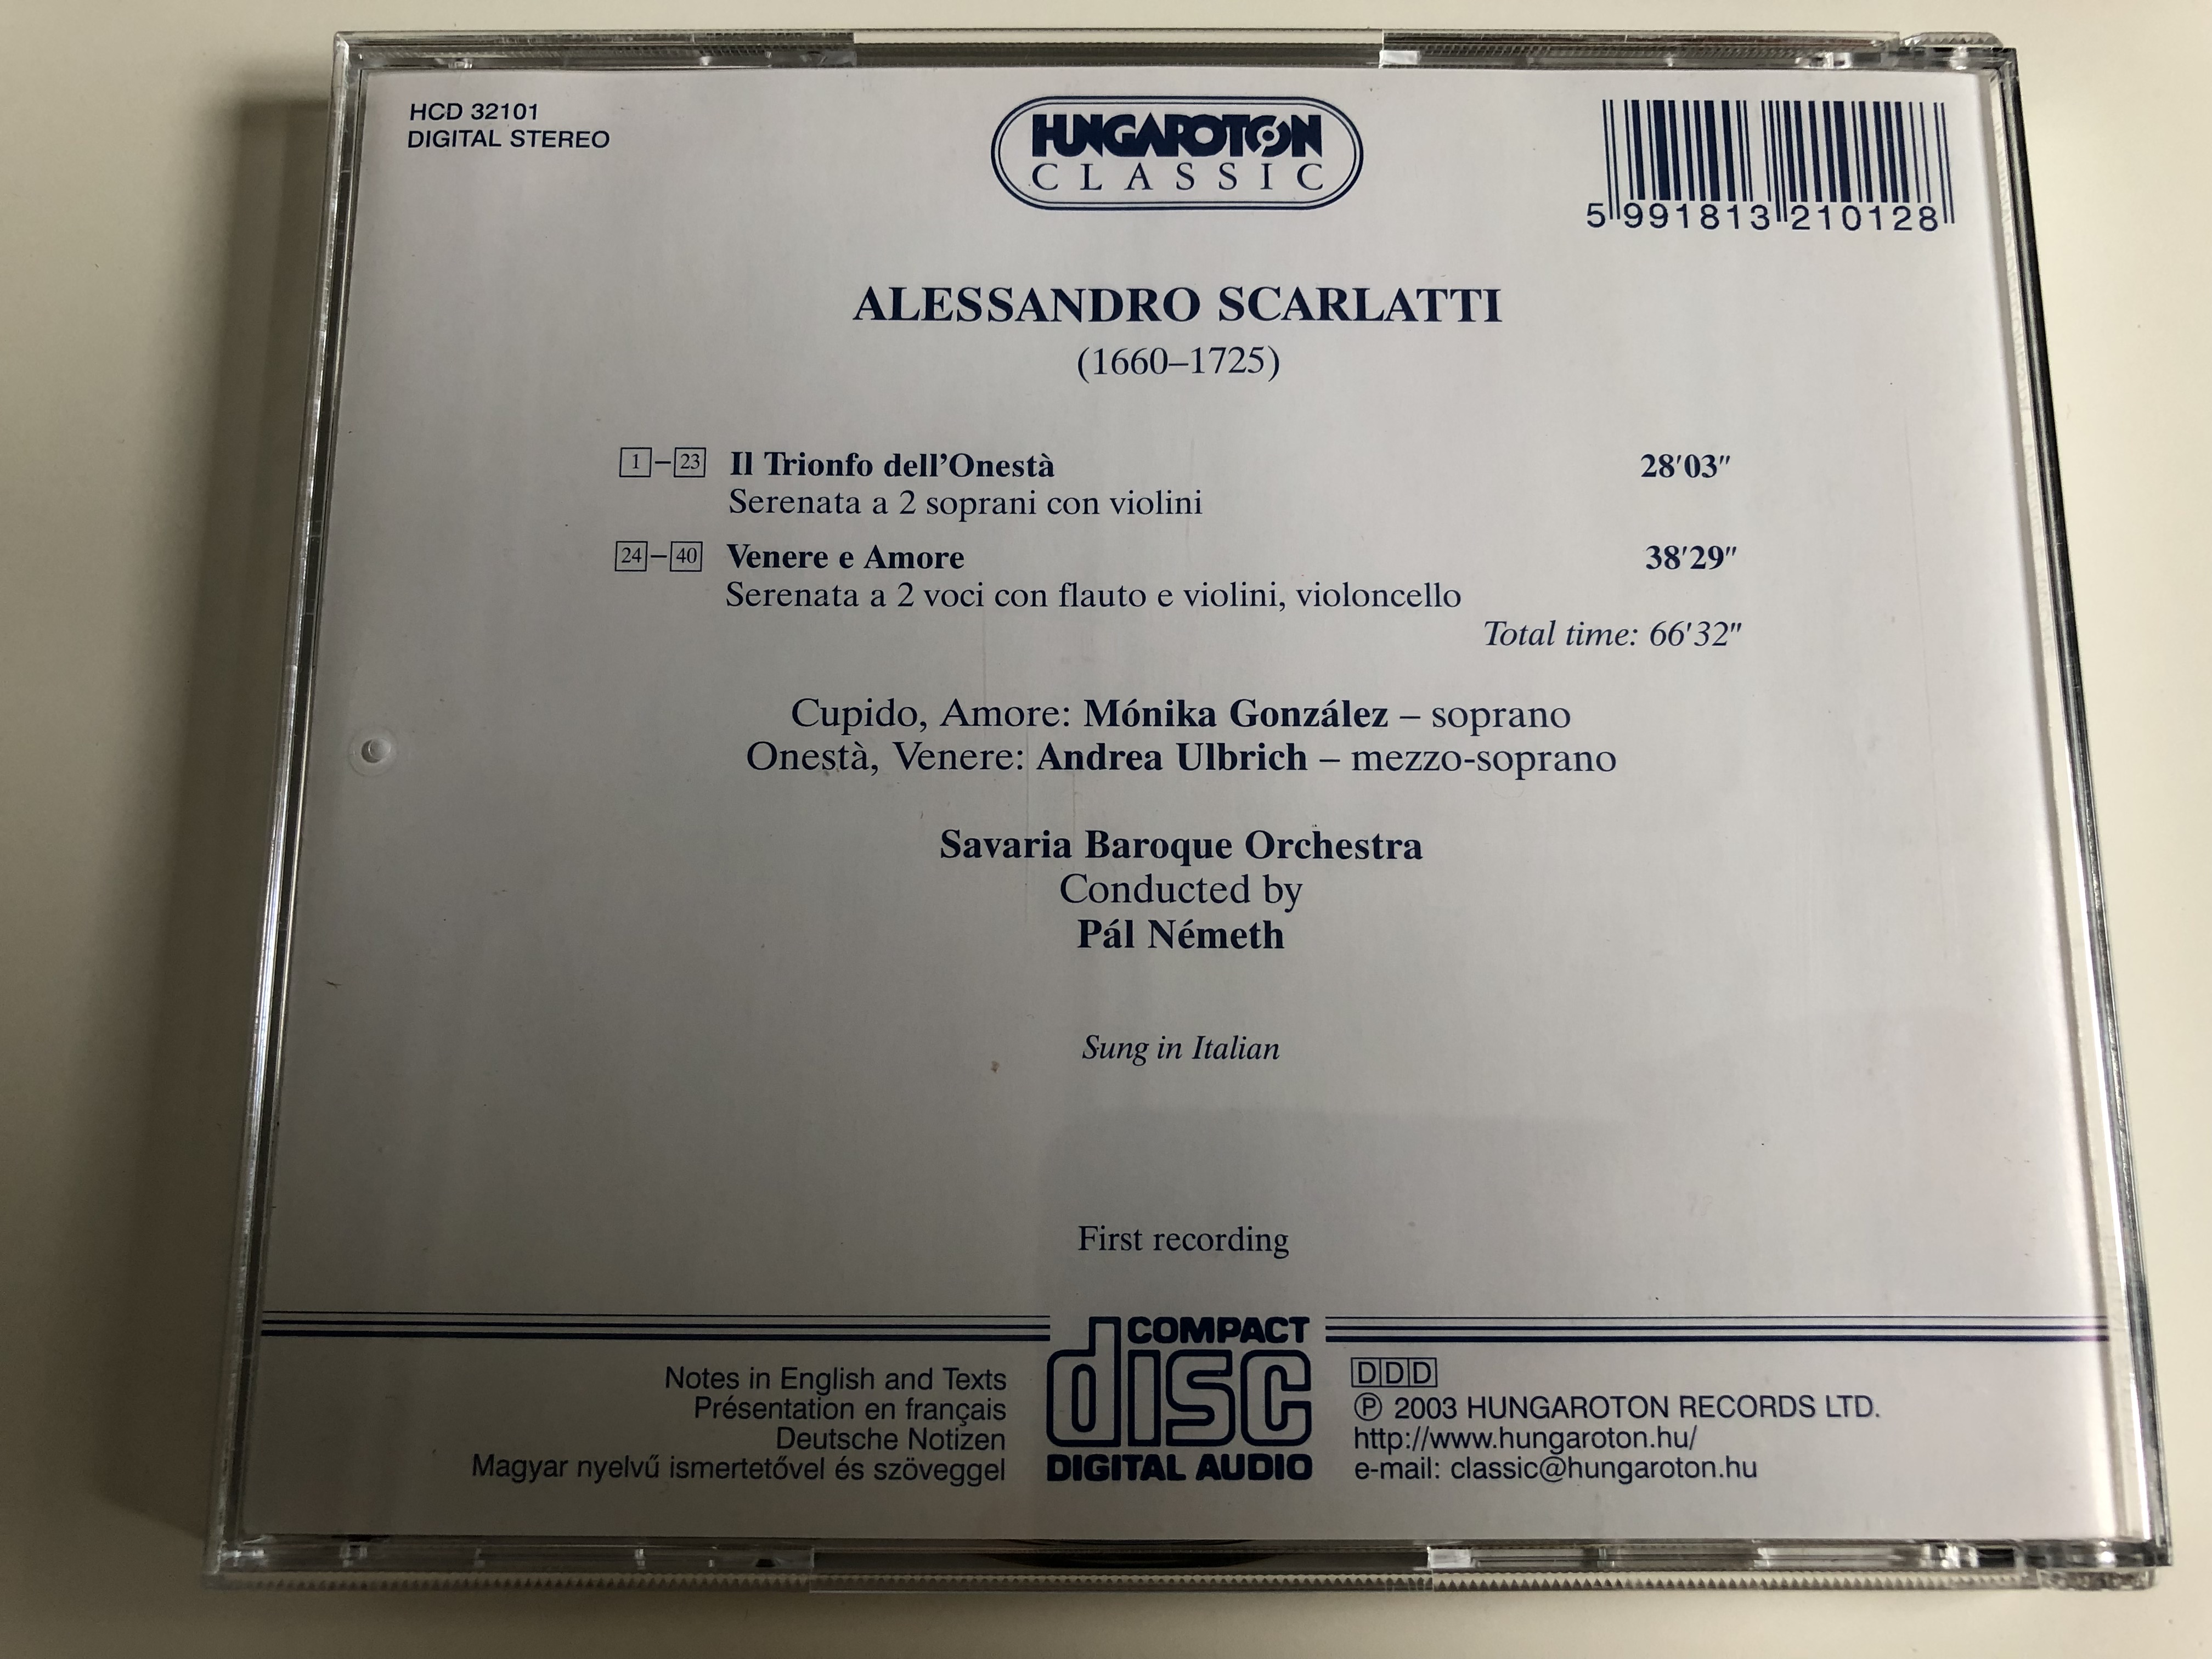 HCD 32101
DIGITAL STEREO
HUNGAROTON
CLASSIC
5 991813 210128
ALESSANDRO SCARLATTI
(1660–1725)
1–23 Il Trionfo dell'Onestà 28'03"
Serenata a 2 soprani con violini
24–40 Venere e Amore 38'29"
Serenata a 2 voci con flauto e violini, violoncello
Total time: 66'32"
Cupido, Amore: Mónika González – soprano
Onestà, Venere: Andrea Ulbrich – mezzo-soprano
Savaria Baroque Orchestra
Conducted by
Pál Németh
Sung in Italian
First recording
Notes in English and Texts
Présentation en français
Deutsche Notizen
Magyar nyelvű ismertetővel és szöveggel
COMPACT
disc
DIGITAL AUDIO
DDD
℗ 2003 HUNGAROTON RECORDS LTD.
http://www.hungaroton.hu/
e-mail: classic@hungaroton.hu